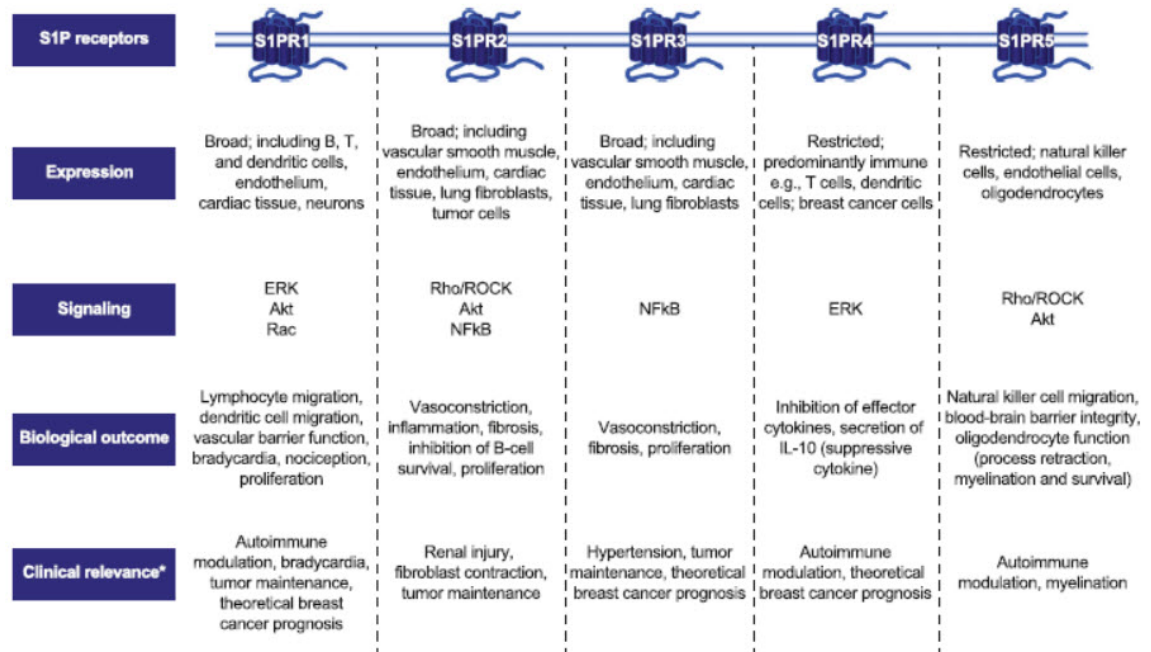 S1P receptors
S1PR1
S1PR2
S1PR3
S1PR4
S1PR5
Expression
Broad; including B, T,
and dendritic cells,
endothelium,
cardiac tissue, neurons
Broad; including
vascular smooth muscle,
endothelium, cardiac
tissue, lung fibroblasts,
tumor cells
Broad; including
vascular smooth muscle,
endothelium, cardiac
tissue, lung fibroblasts
Restricted;
predominantly immune
e.g., T cells, dendritic
cells; breast cancer cells
Restricted; natural killer
cells, endothelial cells,
oligodendrocytes
Signaling
ERK
Akt
Rac
Rho/ROCK
Akt
NFkB
NFkB
ERK
Rho/ROCK
Akt
Biological outcome
Lymphocyte migration,
dendritic cell migration,
vascular barrier function,
bradycardia, nociception,
proliferation
Vasoconstriction,
inflammation, fibrosis,
inhibition of B-cell
survival, proliferation
Vasoconstriction,
fibrosis, proliferation
Inhibition of effector
cytokines, secretion of
IL-10 (suppressive
cytokine)
Natural killer cell migration,
blood-brain barrier integrity,
oligodendrocyte function
(process retraction,
myelination and survival)
Clinical relevance*
Autoimmune
modulation, bradycardia,
tumor maintenance,
theoretical breast
cancer prognosis
Renal injury,
fibroblast contraction,
tumor maintenance
Hypertension, tumor
maintenance, theoretical
breast cancer prognosis
Autoimmune
modulation, theoretical
breast cancer prognosis
Autoimmune
modulation, myelination